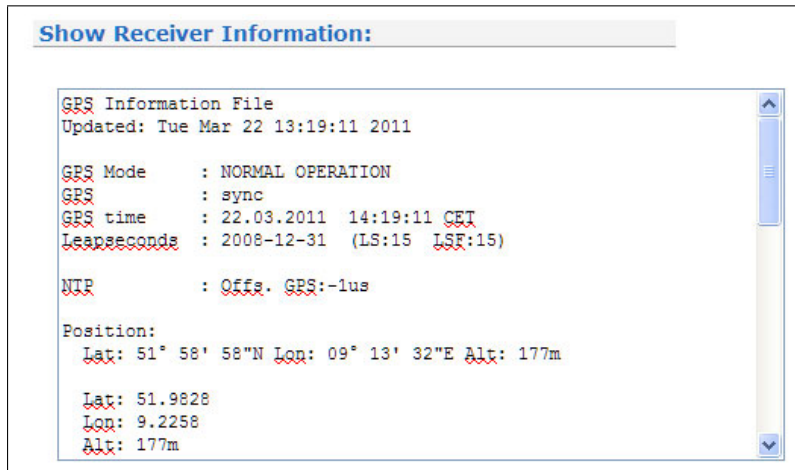 Show Receiver Information:
GPS Information File
Updated: Tue Mar 22 13:19:11 2011
GPS Mode : NORMAL OPERATION
GPS : sync
GPS time : 22.03.2011 14:19:11 CET
Leapseconds : 2008-12-31 (LS:15 LSF:15)
NTP : Offs. GPS:-1us
Position:
Lat: 51° 58' 58"N Lon: 09° 13' 32"E Alt: 177m
Lat: 51.9828
Lon: 9.2258
Alt: 177m